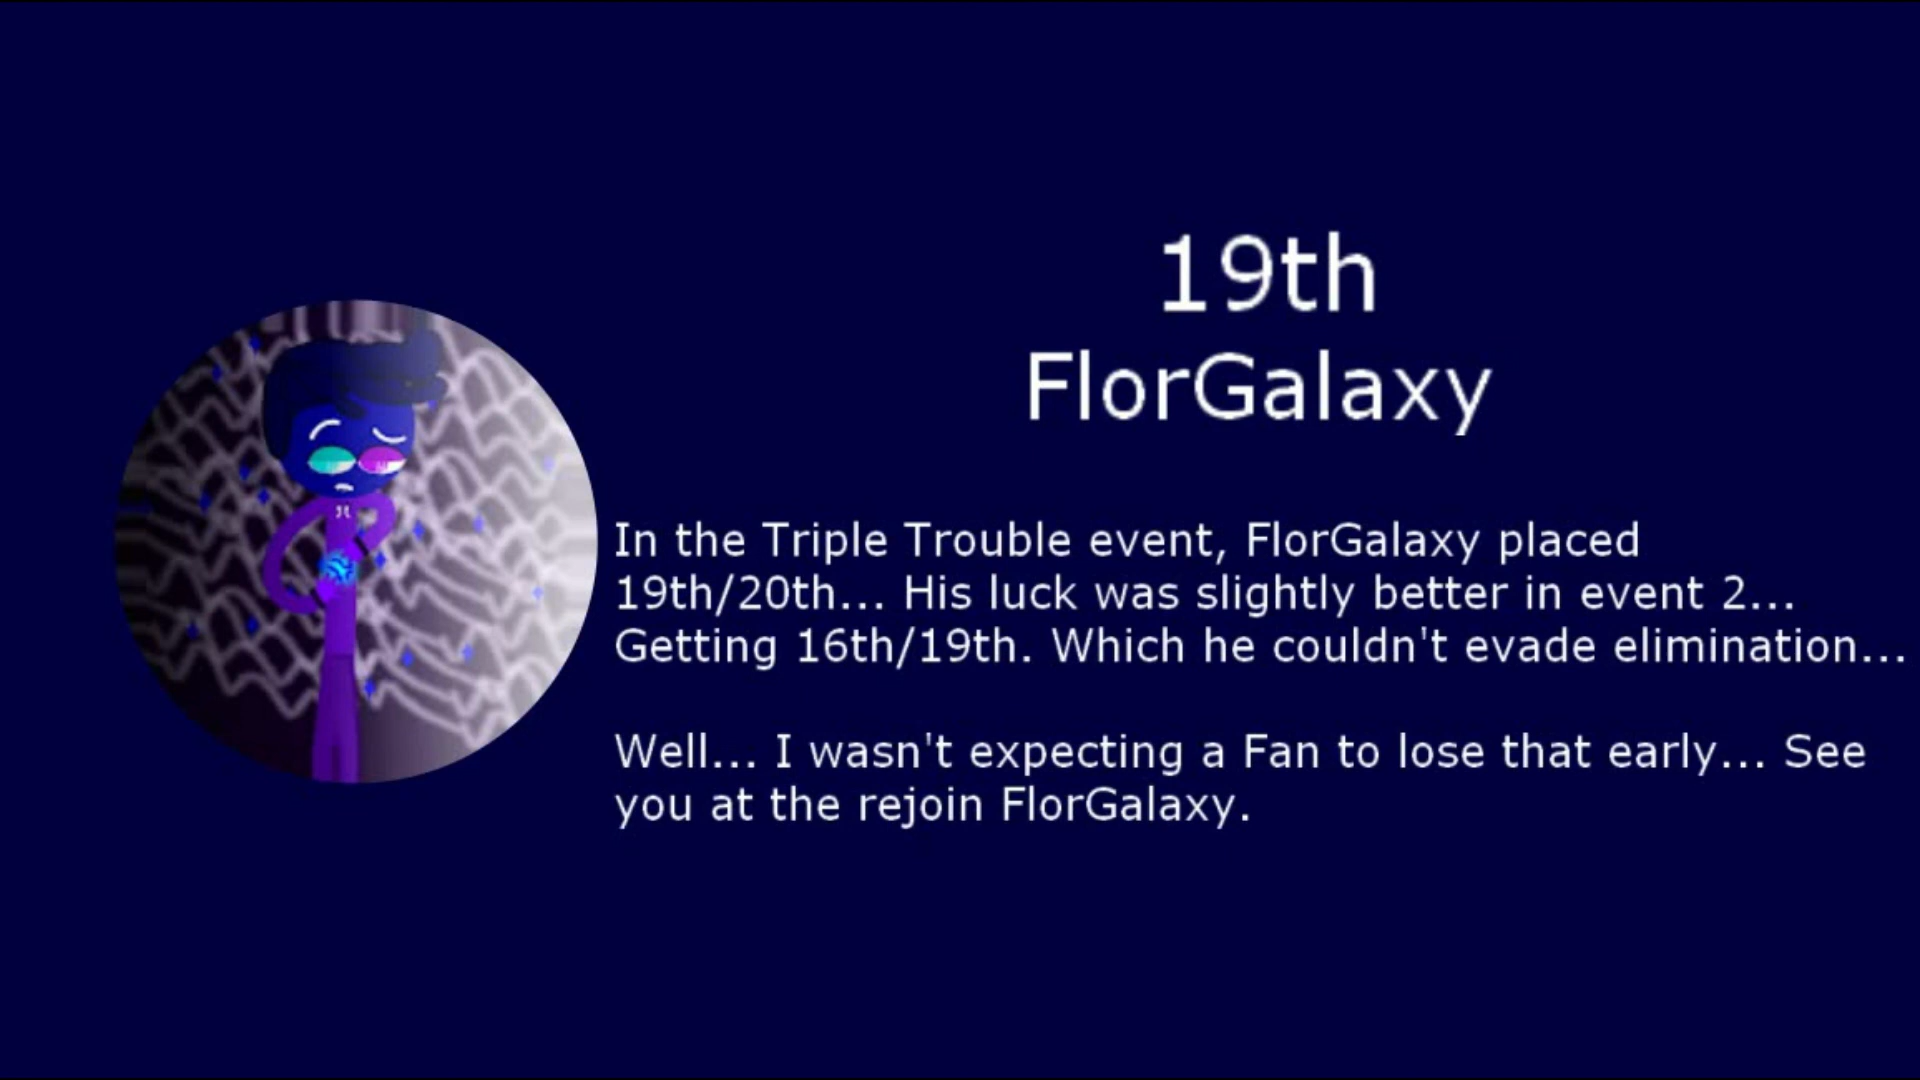 19th
FlorGalaxy
In the Triple Trouble event, FlorGalaxy placed
19th/20th... His luck was slightly better in event 2...
Getting 16th/19th. Which he couldn't evade elimination...
Well... I wasn't expecting a Fan to lose that early... See
you at the rejoin FlorGalaxy.